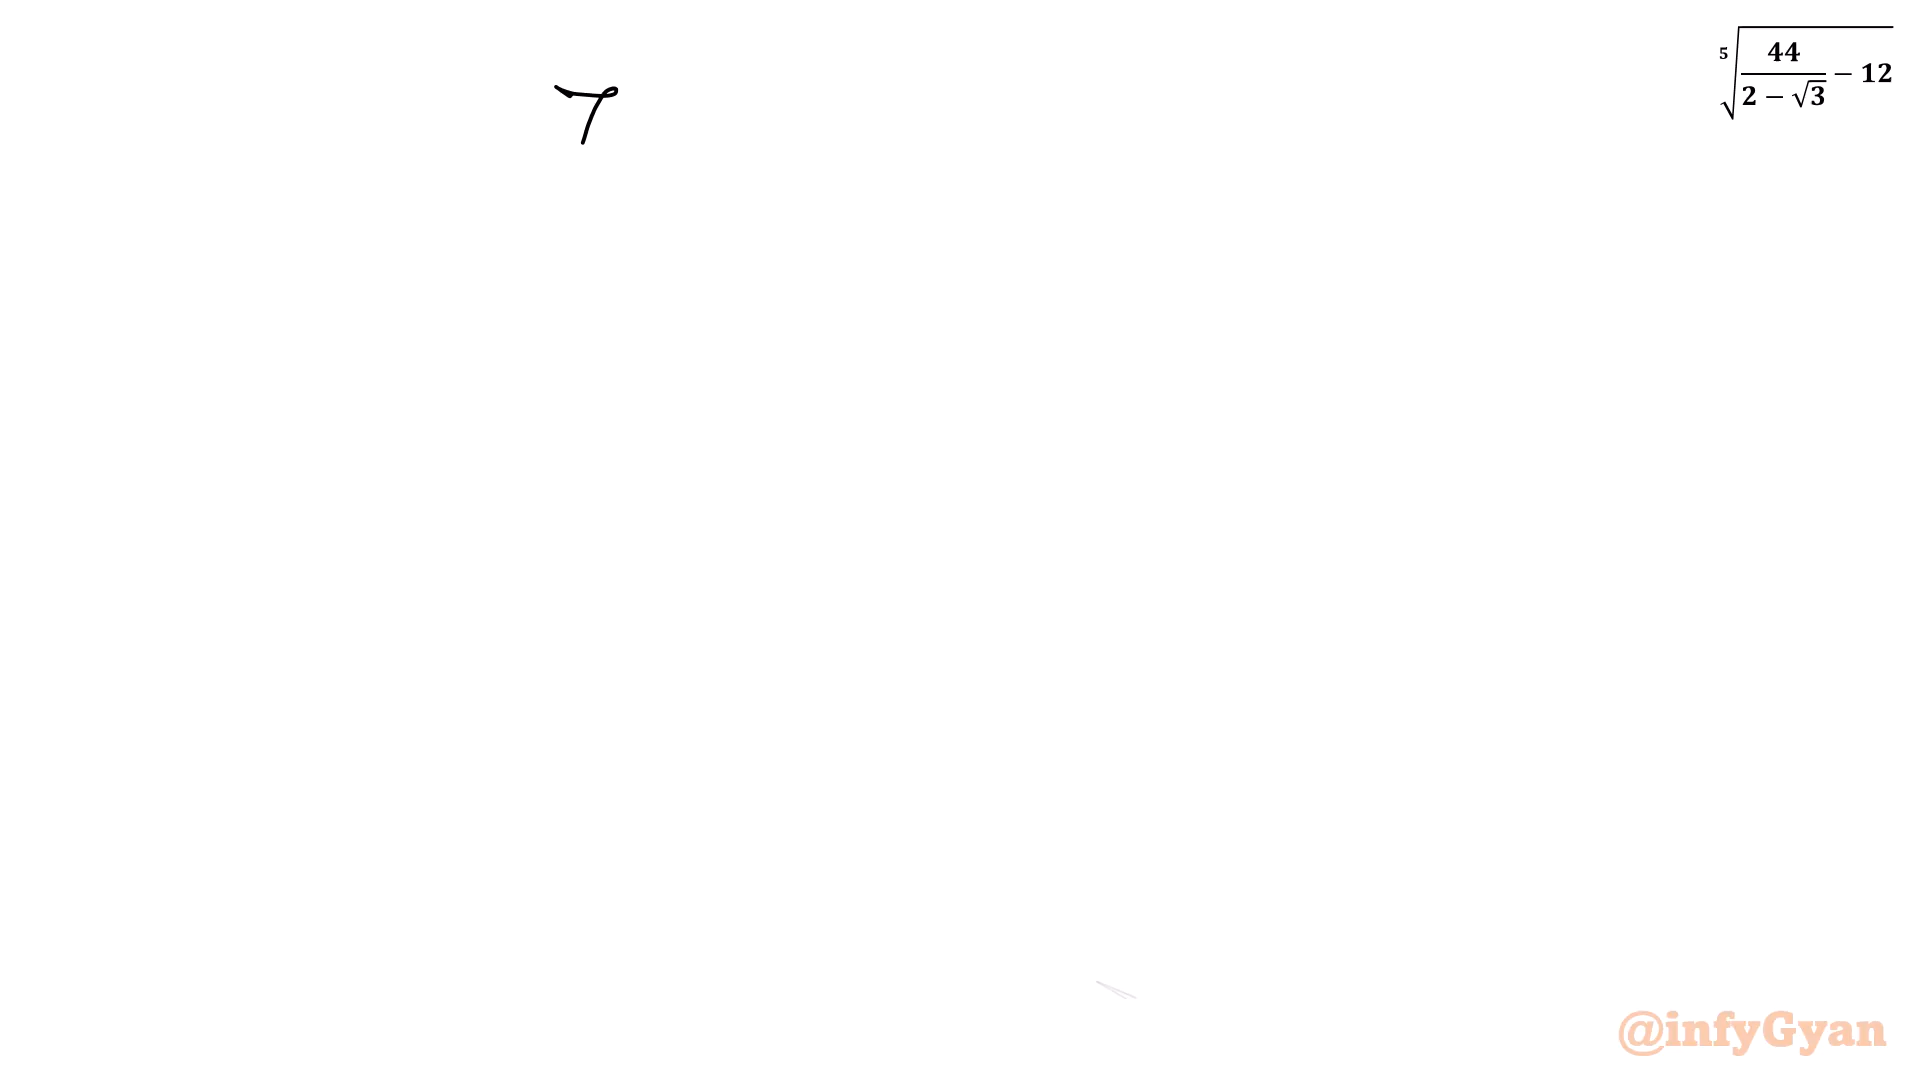 7
⁵√(44/(2 − √3) − 12)
@infyGyan